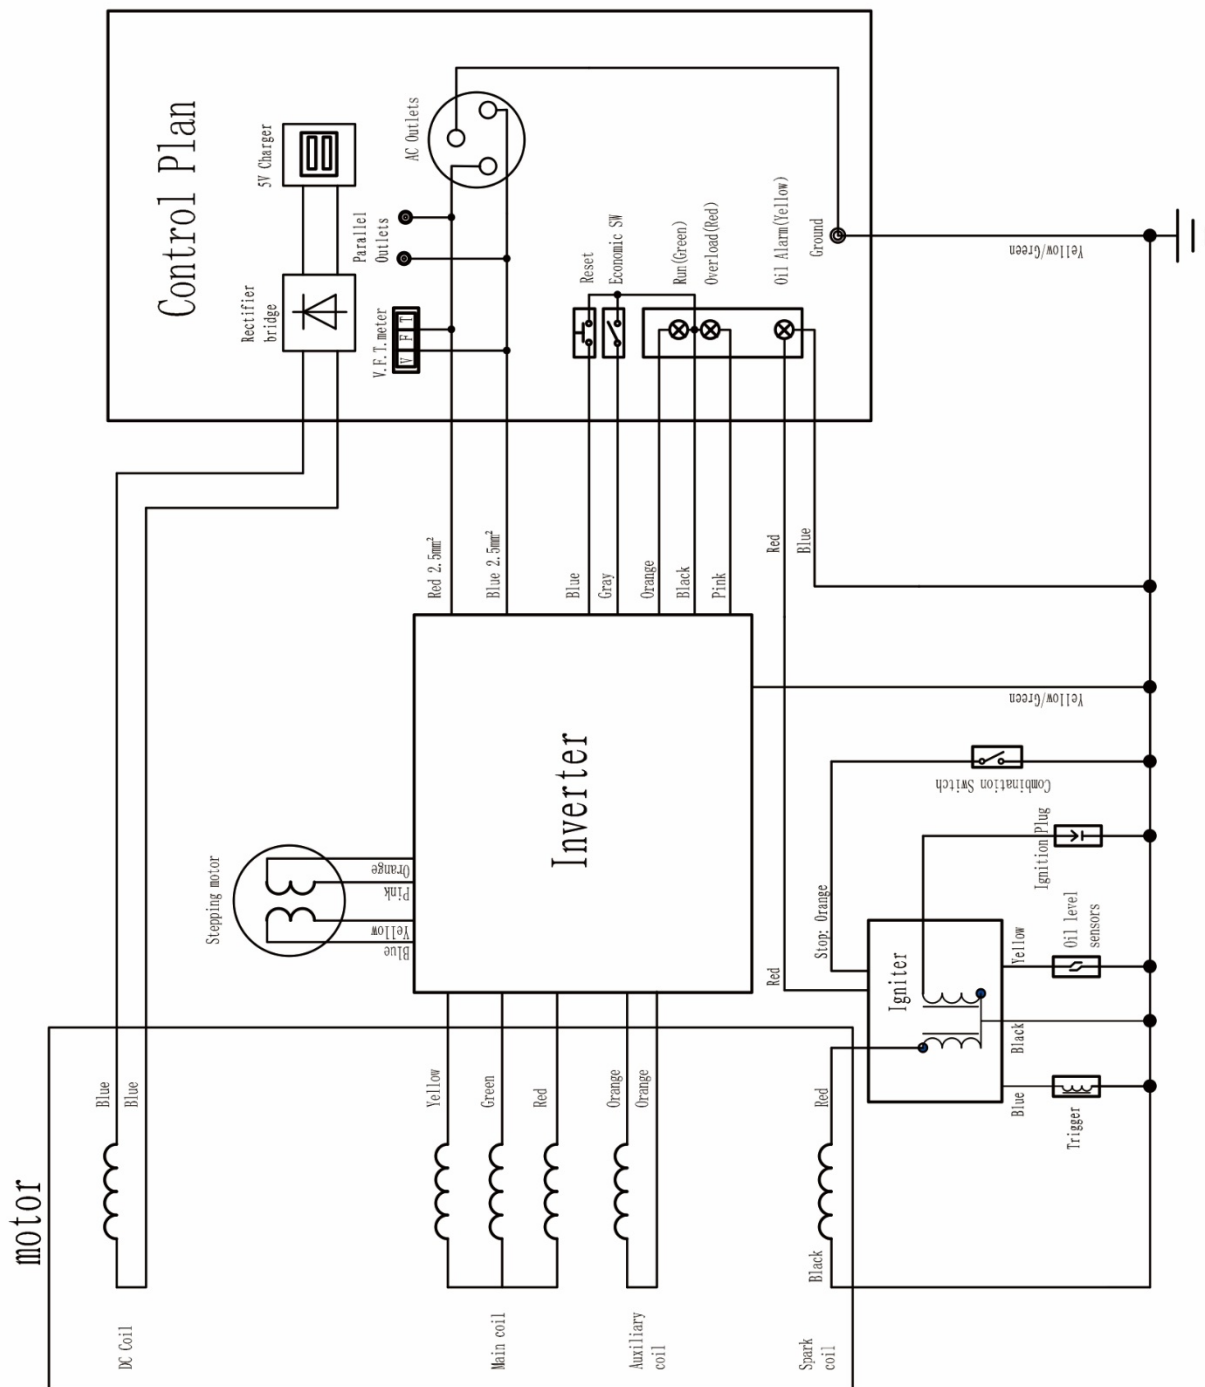 Control Plan
5V Charger
Rectifier
bridge
V.F.T.meter
V F T
Parallel
Outlets
AC Outlets
Reset
Economic SW
Run(Green)
Overload(Red)
Oil Alarm(Yellow)
Ground
Yellow/Green
Red 2.5mm²
Blue 2.5mm²
Blue
Gray
Orange
Black
Pink
Red
Blue
Inverter
Yellow/Green
Stepping motor
Orange
Pink
Yellow
Blue
Combination Switch
Ignition Plug
Stop: Orange
Red
Igniter
Yellow
Oil level
sensors
Black
Blue
Trigger
motor
Blue
Blue
Yellow
Green
Red
Orange
Orange
Red
Black
DC Coil
Main coil
Auxiliary
coil
Spark
coil